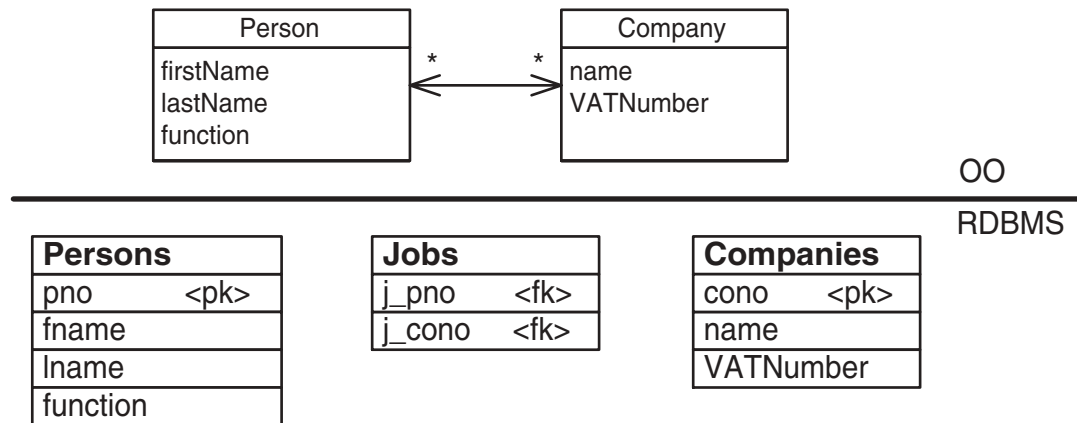 Person
firstName
lastName
function
* *
Company
name
VATNumber
OO
RDBMS
Persons
pno <pk>
fname
lname
function
Jobs
j_pno <fk>
j_cono <fk>
Companies
cono <pk>
name
VATNumber